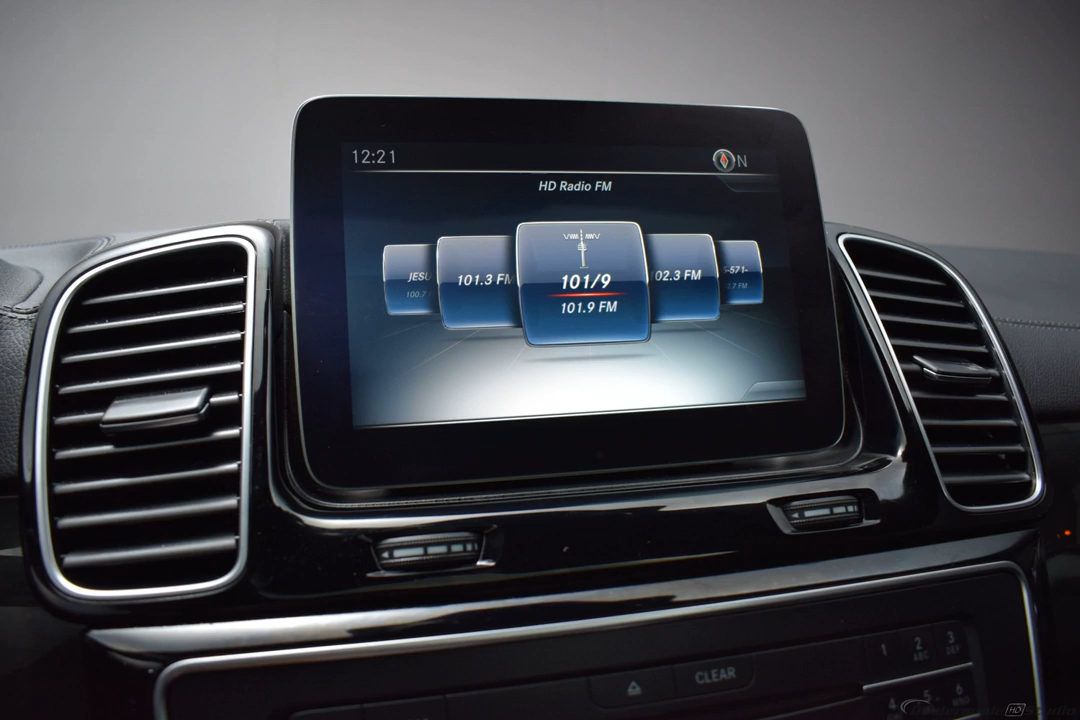 12:21
N
HD Radio FM
JESU
100.7 F
101.3 FM
101/9
101.9 FM
02.3 FM
-571-
.7 FM
CLEAR
1
2
ABC
3
DEF
4
5
6
HD